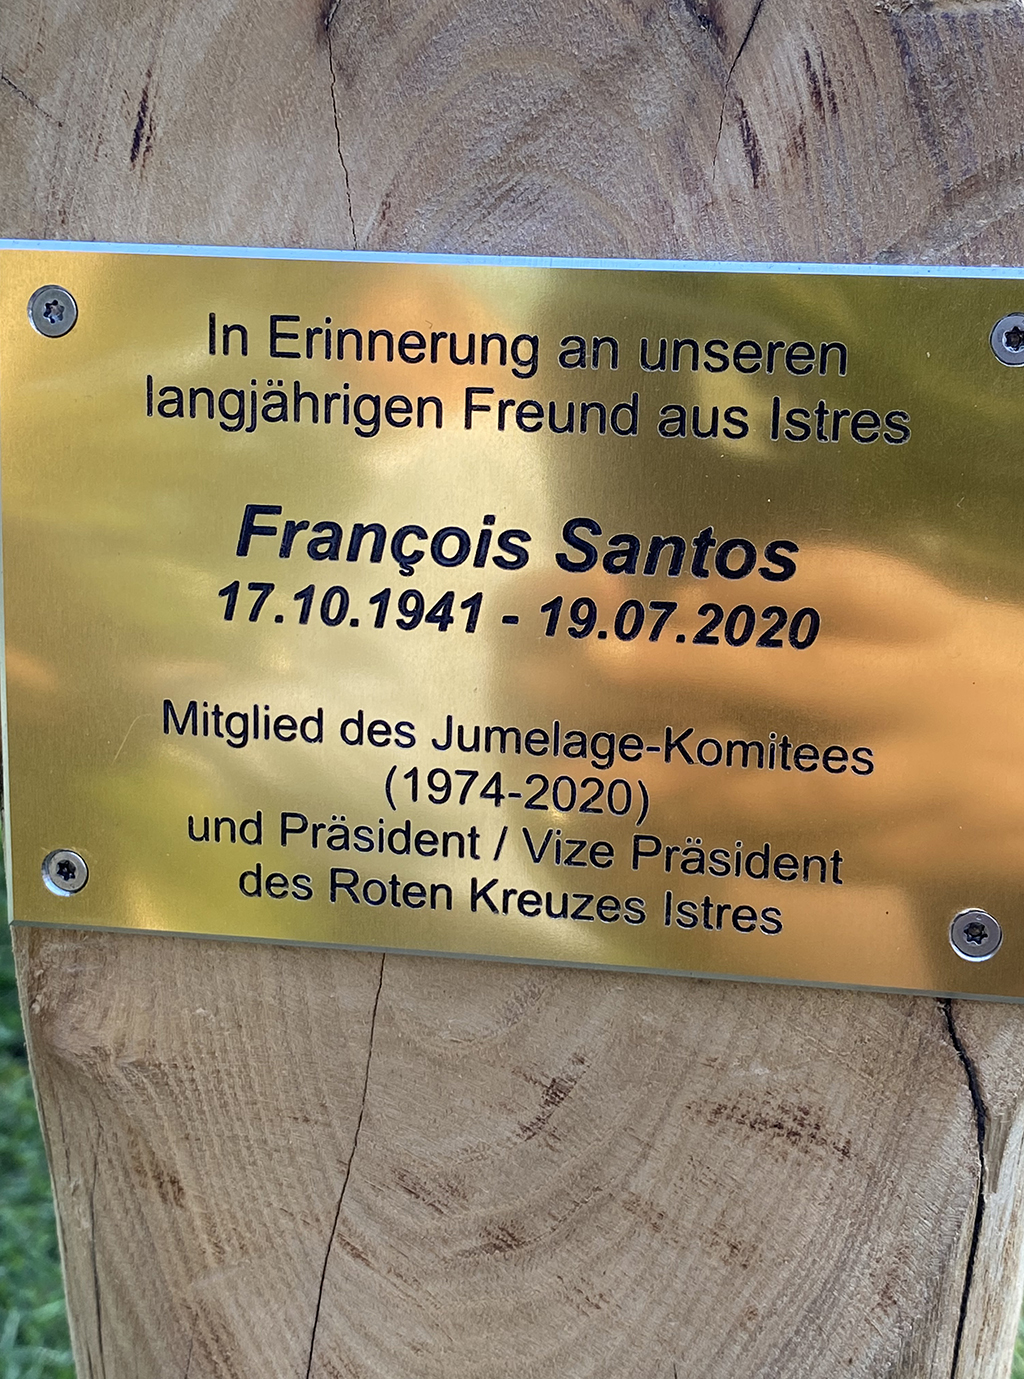 In Erinnerung an unseren
langjährigen Freund aus Istres
François Santos
17.10.1941 - 19.07.2020
Mitglied des Jumelage-Komitees
(1974-2020)
und Präsident / Vize Präsident
des Roten Kreuzes Istres